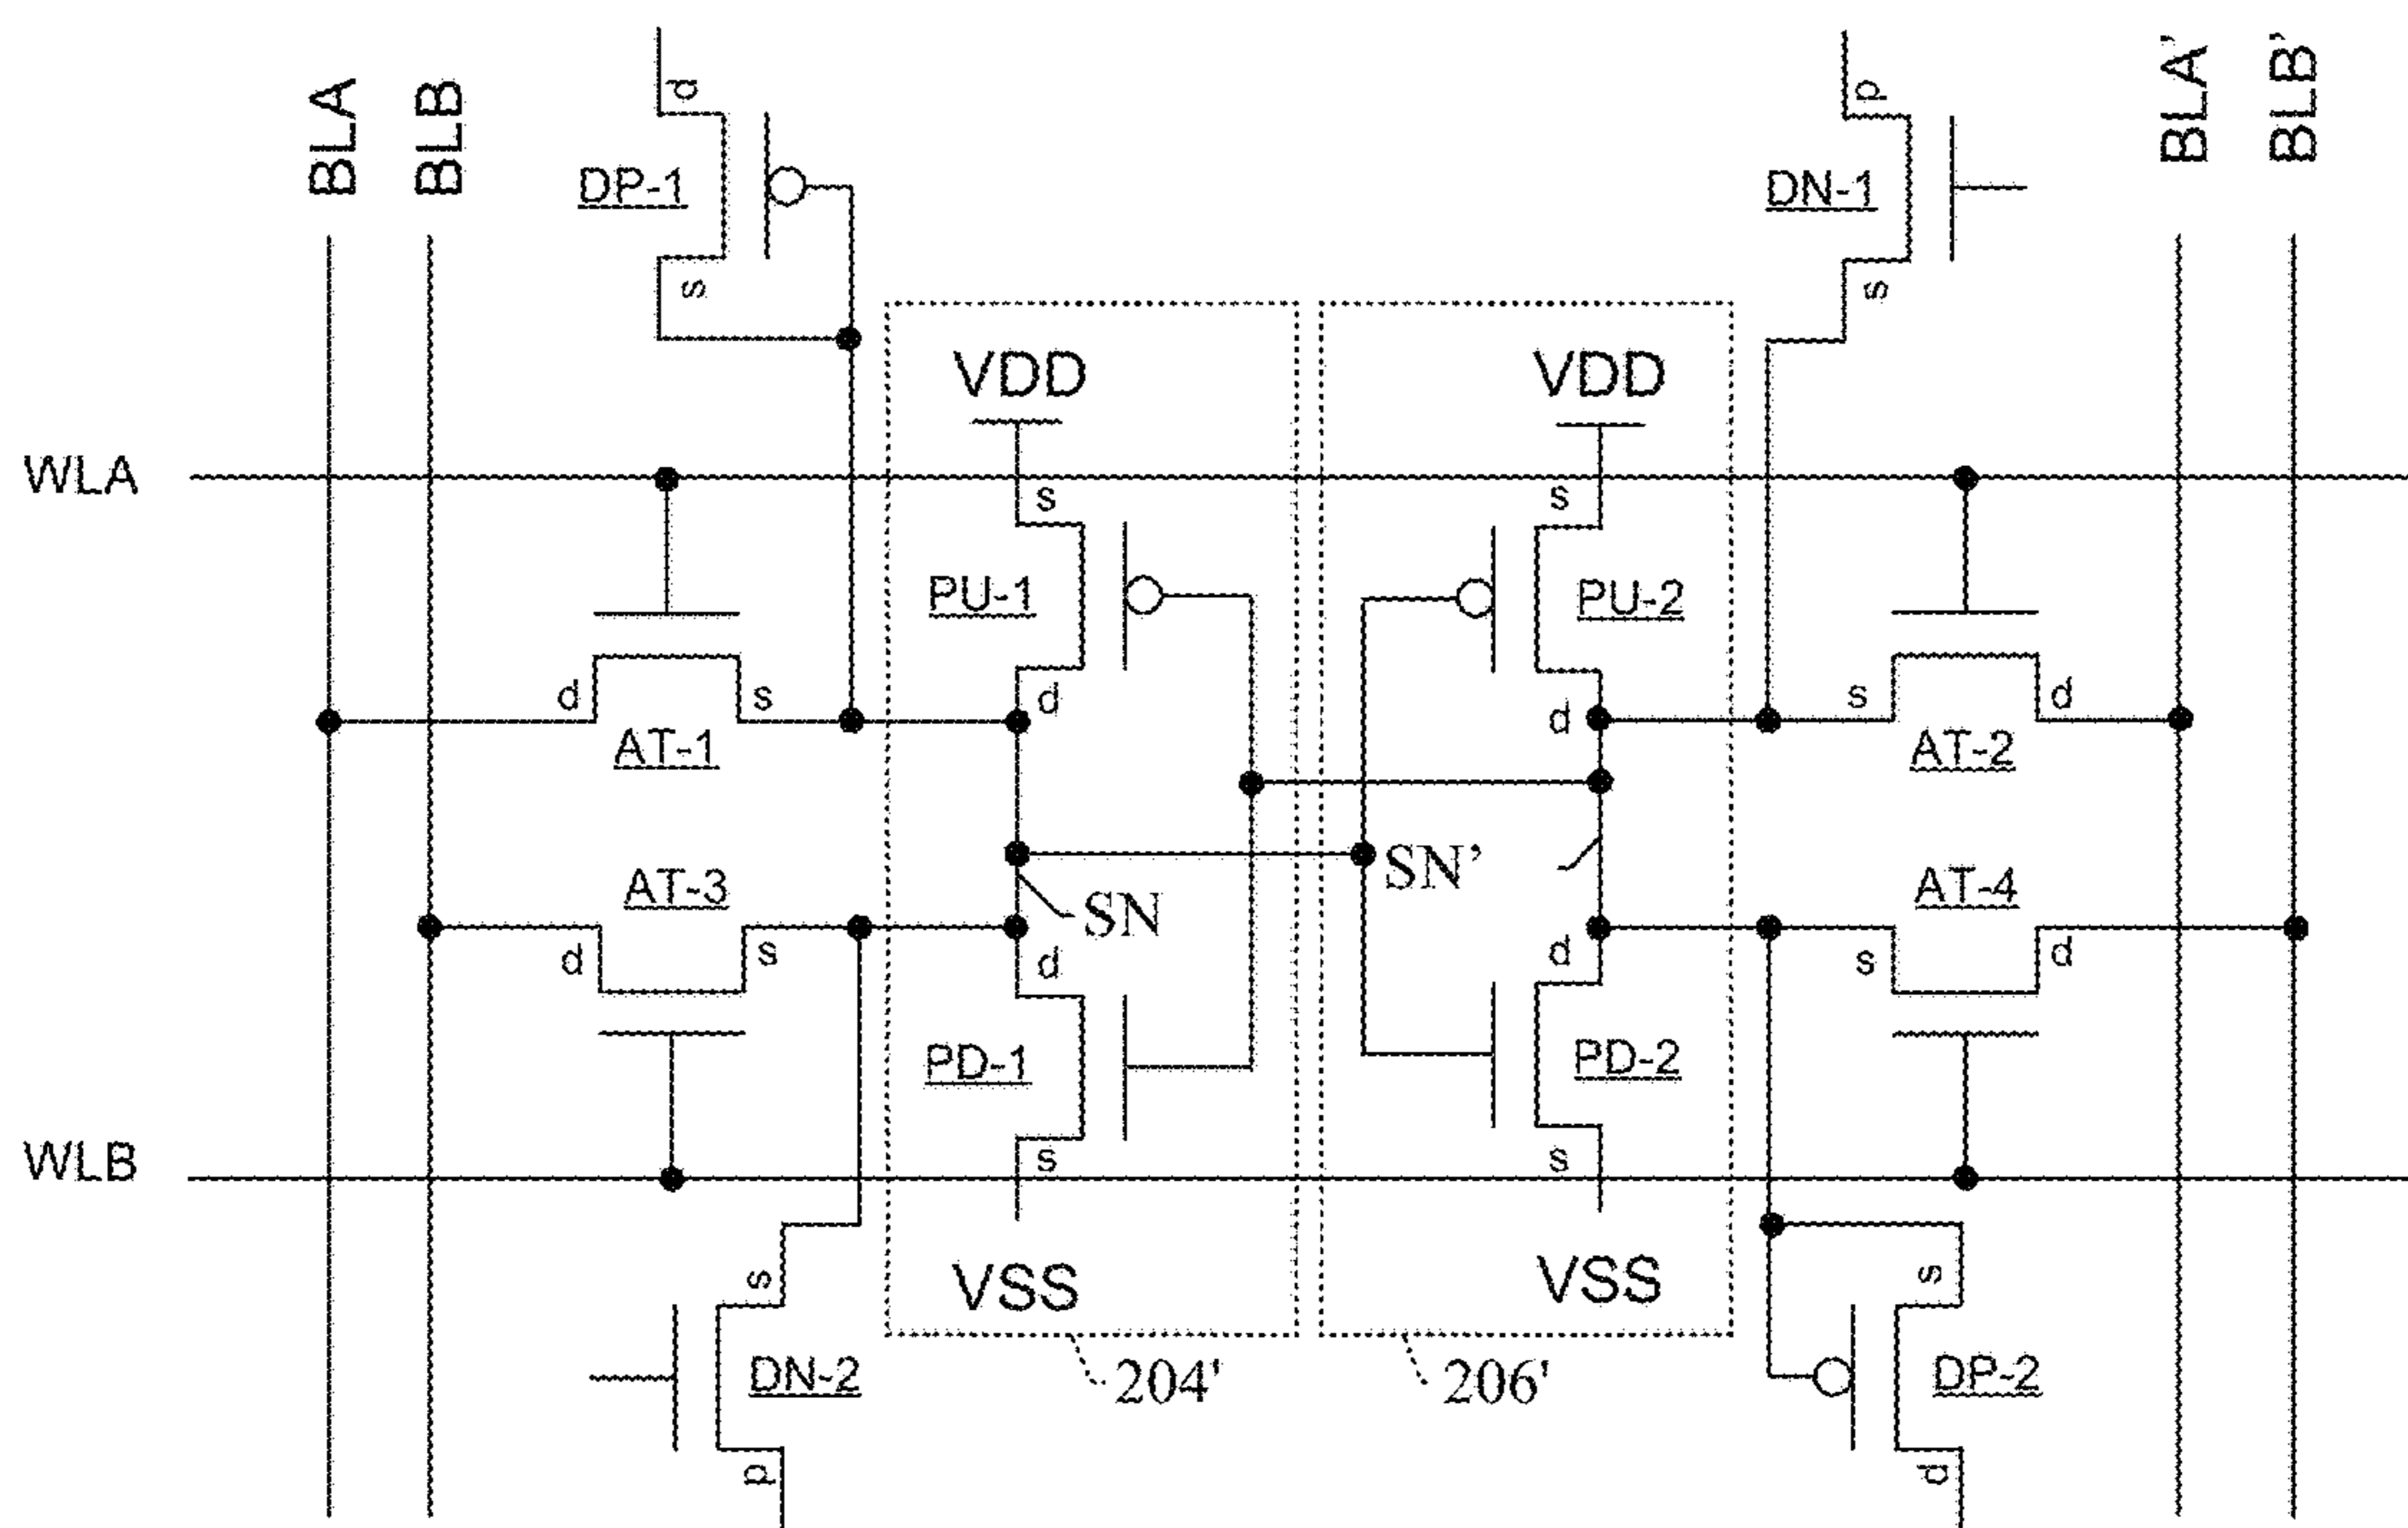 BLA
BLB
d
DP-1
s
d
DN-1
s
BLA'
BLB'
VDD
VDD
WLA
s
s
PU-1
PU-2
d
s
d
d
s
d
AT-1
AT-2
SN
SN'
AT-3
AT-4
d
s
d
d
s
d
PD-1
PD-2
WLB
s
s
VSS
VSS
s
s
DN-2
204'
206'
DP-2
d
d